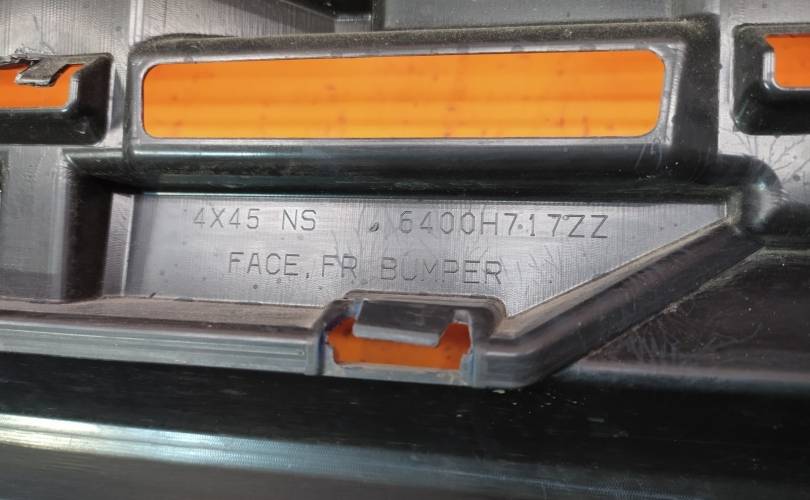 4X45 NS 6400H717ZZ
FACE, FR BUMPER